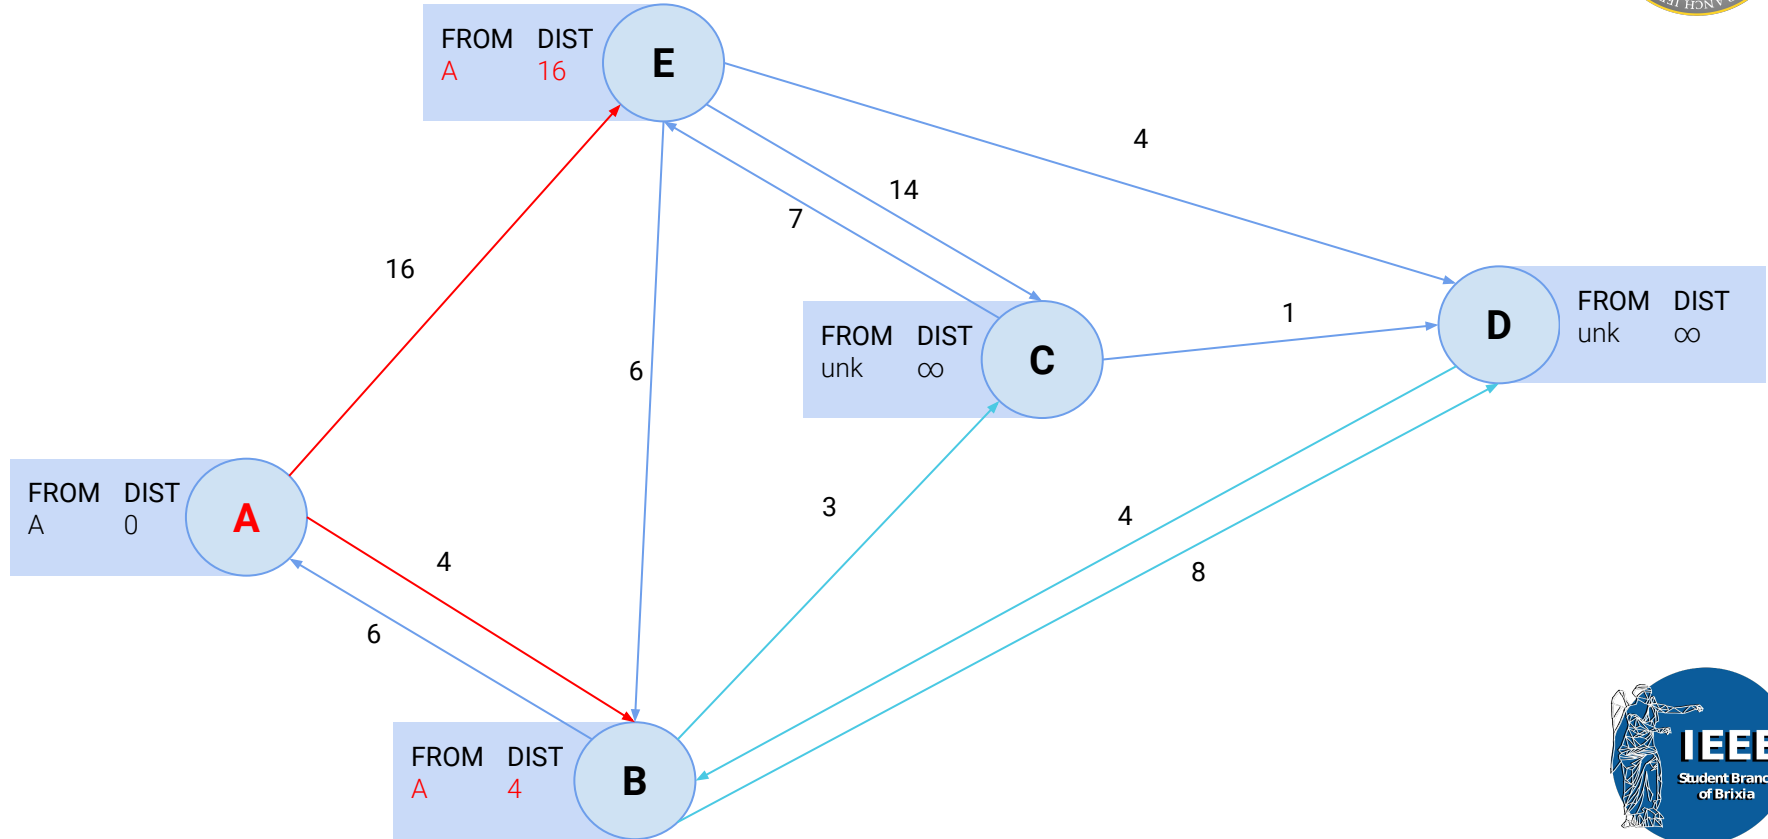 FROM DIST
A 16
E
4
14
7
16
FROM DIST
unk ∞
D
1
FROM DIST
unk ∞
C
6
FROM DIST
A 0
A
3
4
4
8
6
FROM DIST
A 4
B
IEEE
Student Branc
of Brixia